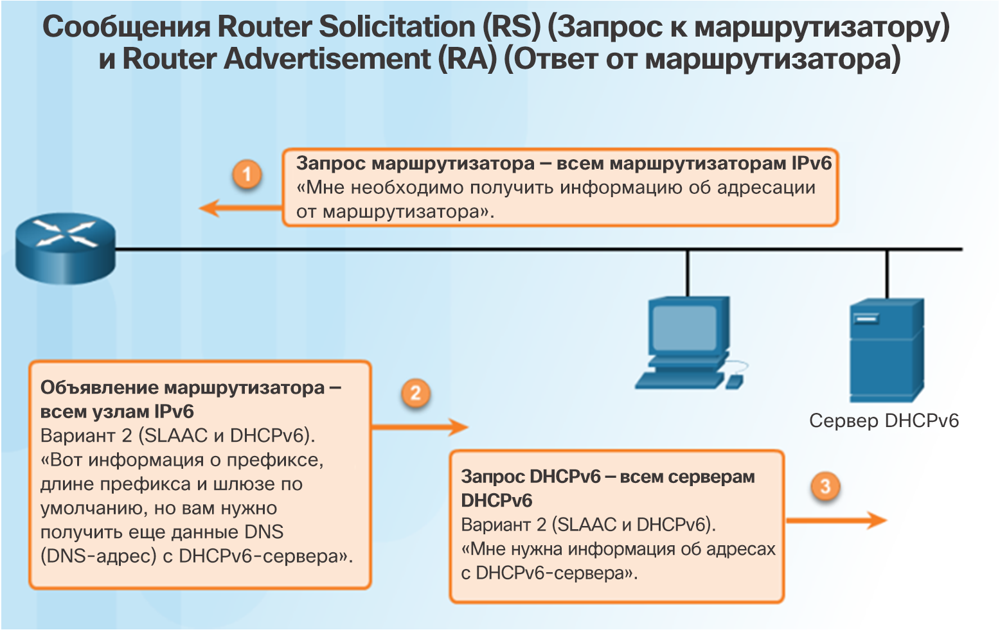 Сообщения Router Solicitation (RS) (Запрос к маршрутизатору)
и Router Advertisement (RA) (Ответ от маршрутизатора)
1
Запрос маршрутизатора – всем маршрутизаторам IPv6
«Мне необходимо получить информацию об адресации
от маршрутизатора».
Объявление маршрутизатора –
всем узлам IPv6
Вариант 2 (SLAAC и DHCPv6).
«Вот информация о префиксе,
длине префикса и шлюзе по
умолчанию, но вам нужно
получить еще данные DNS
(DNS-адрес) с DHCPv6-сервера».
2
Сервер DHCPv6
Запрос DHCPv6 – всем серверам
DHCPv6
Вариант 2 (SLAAC и DHCPv6).
«Мне нужна информация об адресах
с DHCPv6-сервера».
3